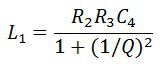 L₁ = R₂R₃C₄ / 1 + (1/Q)²